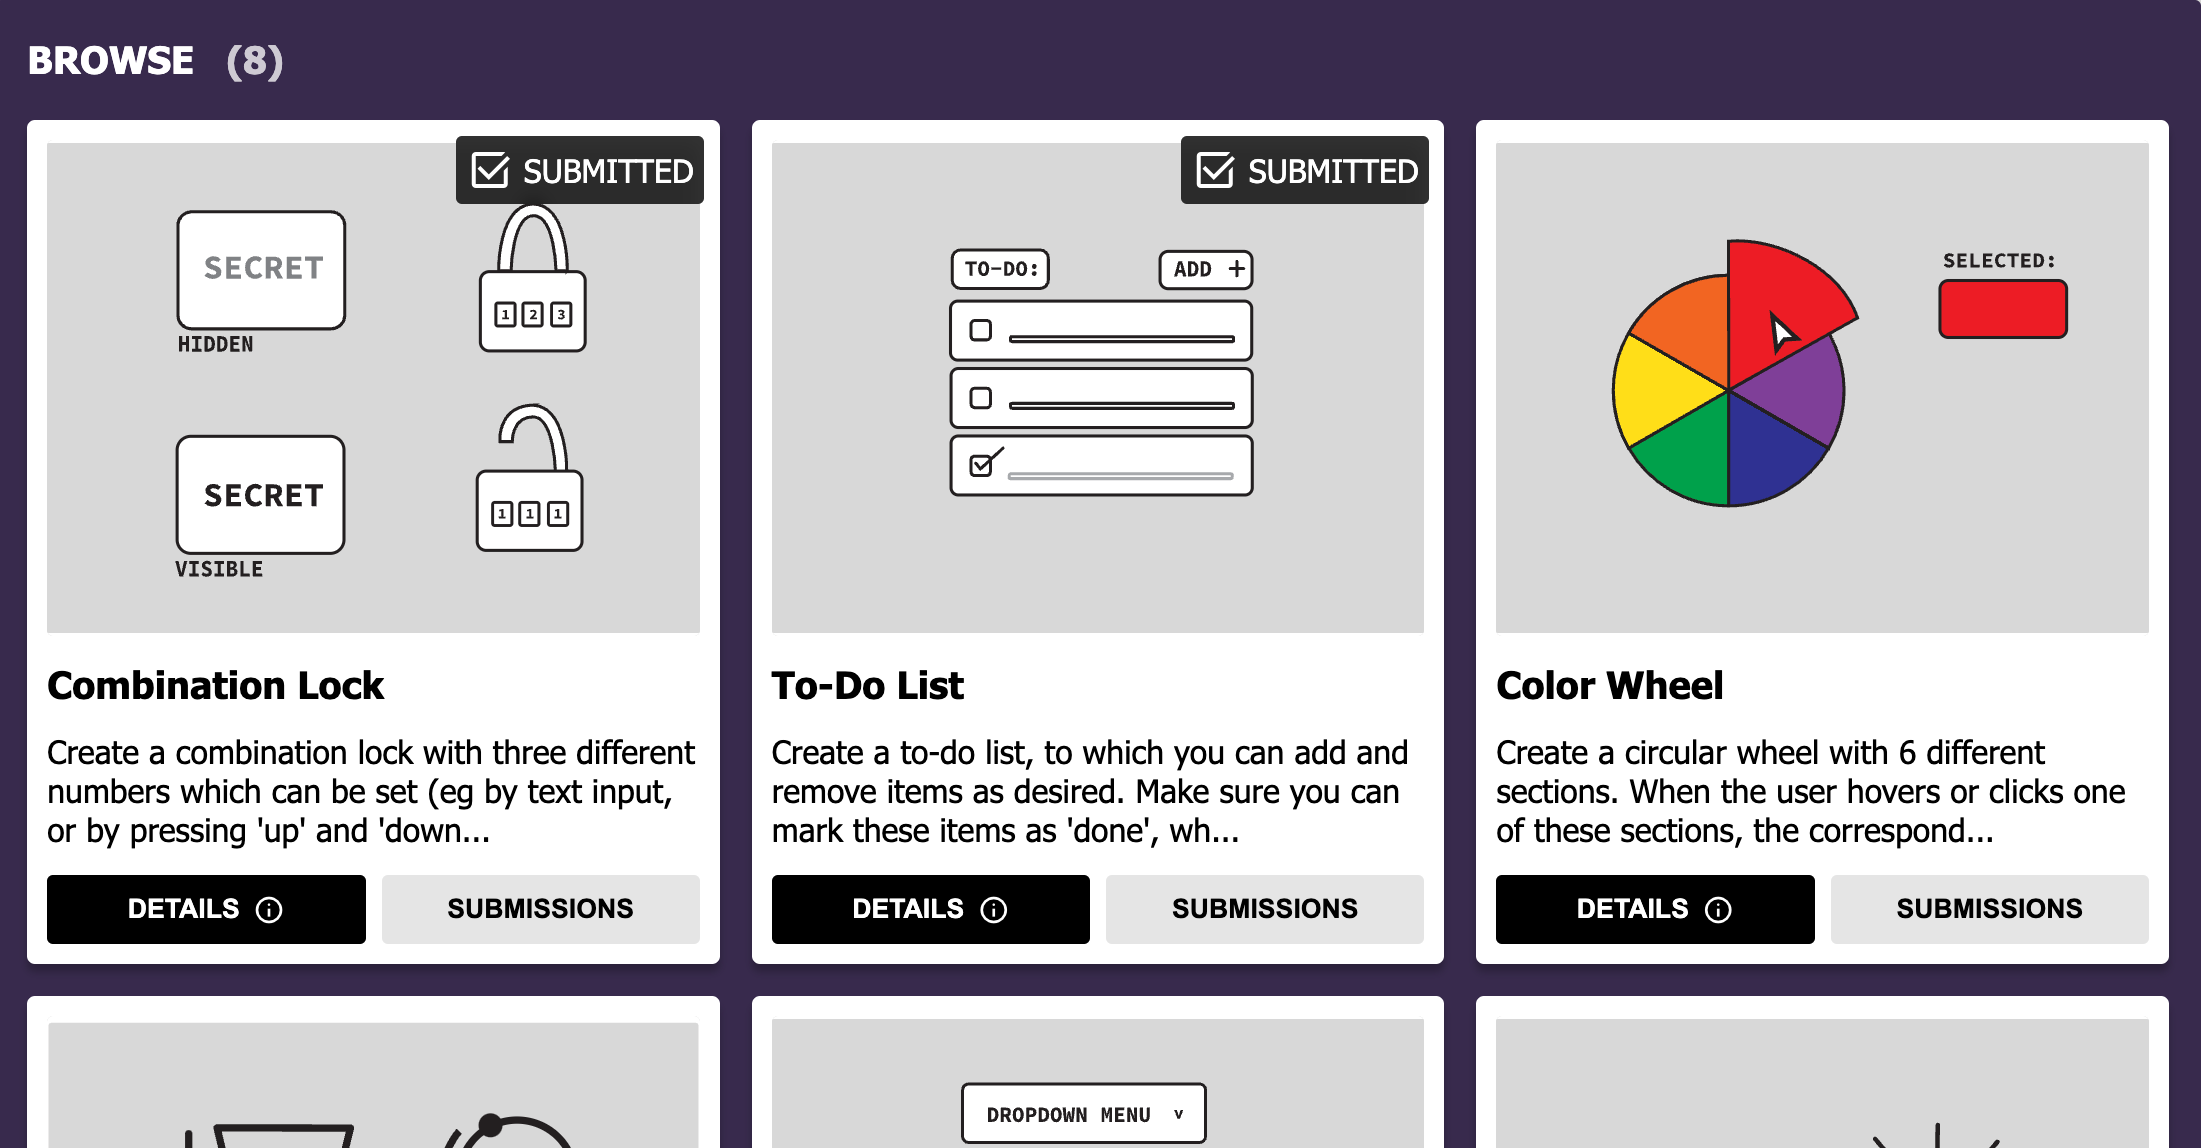 BROWSE (8)
SUBMITTED
SECRET
HIDDEN
1 2 3
SECRET
VISIBLE
1 1 1
Combination Lock
Create a combination lock with three different
numbers which can be set (eg by text input,
or by pressing 'up' and 'down...
DETAILS
SUBMISSIONS
SUBMITTED
TO-DO:
ADD +
To-Do List
Create a to-do list, to which you can add and
remove items as desired. Make sure you can
mark these items as 'done', wh...
DETAILS
SUBMISSIONS
SELECTED:
Color Wheel
Create a circular wheel with 6 different
sections. When the user hovers or clicks one
of these sections, the correspond...
DETAILS
SUBMISSIONS
DROPDOWN MENU v